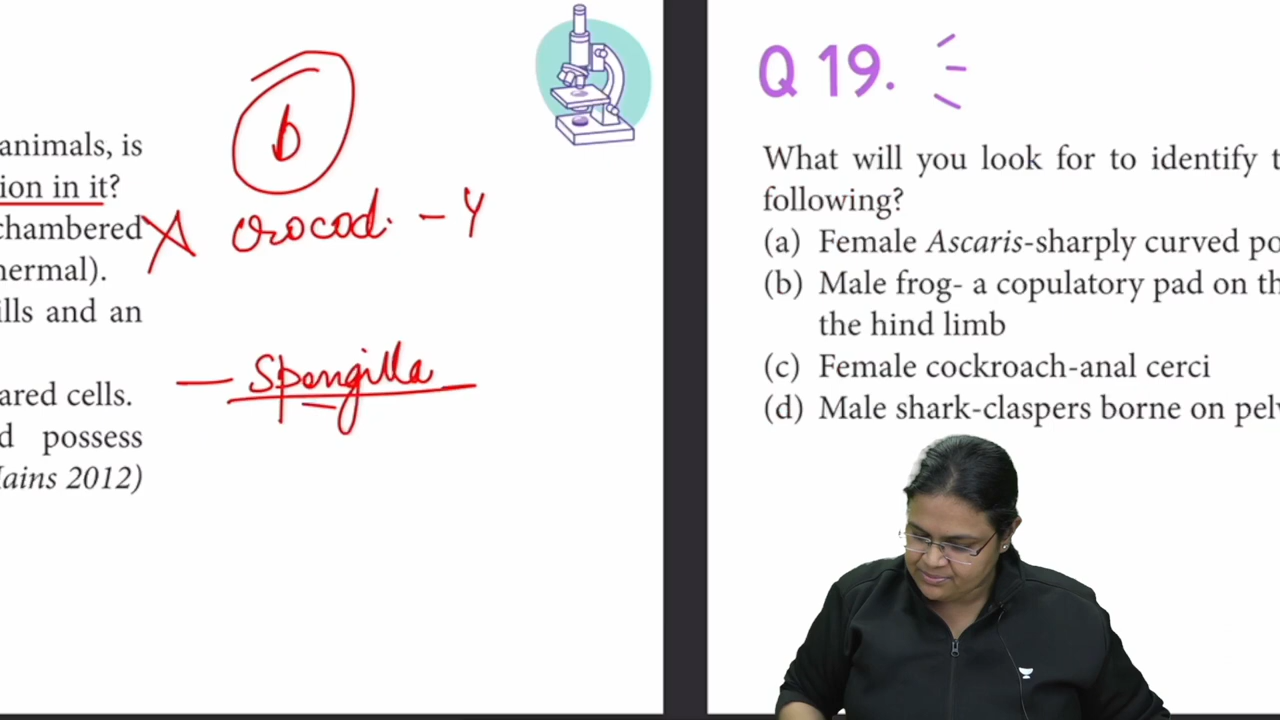 animals, is
ion in it?
chambered
nermal).
ills and an
ared cells.
d possess
Mains 2012)
b
crocod. - 4
Spongilla
Q 19.
What will you look for to identify t
following?
(a) Female Ascaris-sharply curved po
(b) Male frog- a copulatory pad on th
the hind limb
(c) Female cockroach-anal cerci
(d) Male shark-claspers borne on pelv